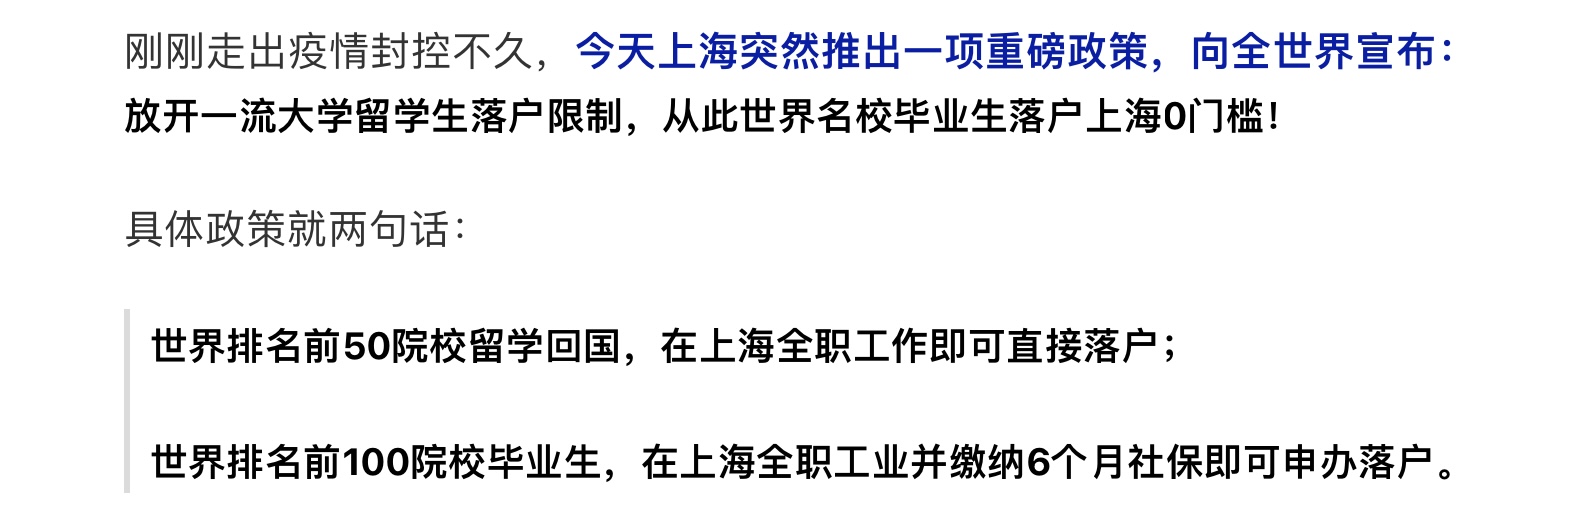 刚刚走出疫情封控不久，今天上海突然推出一项重磅政策，向全世界宣布：
放开一流大学留学生落户限制，从此世界名校毕业生落户上海0门槛！
具体政策就两句话：
世界排名前50院校留学回国，在上海全职工作即可直接落户；
世界排名前100院校毕业生，在上海全职工业并缴纳6个月社保即可申办落户。